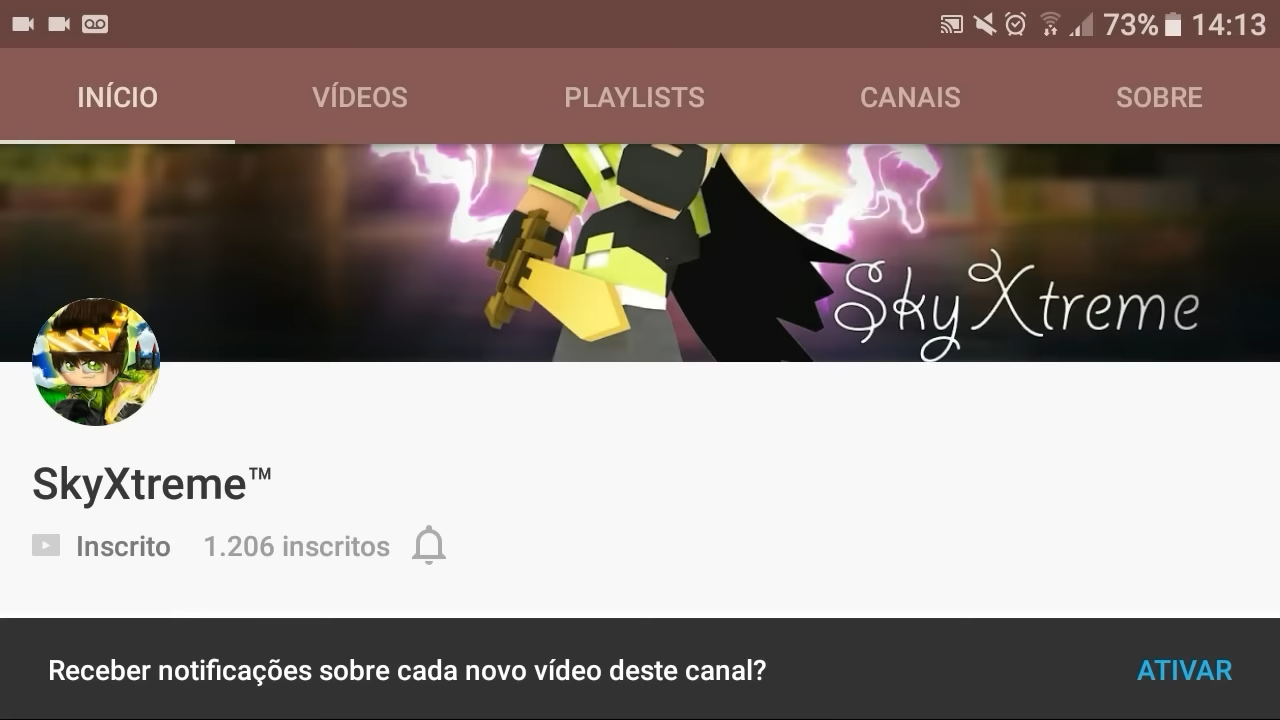 73% 14:13
INÍCIO VÍDEOS PLAYLISTS CANAIS SOBRE
SkyXtreme
SkyXtreme™
Inscrito 1.206 inscritos
Receber notificações sobre cada novo vídeo deste canal? ATIVAR